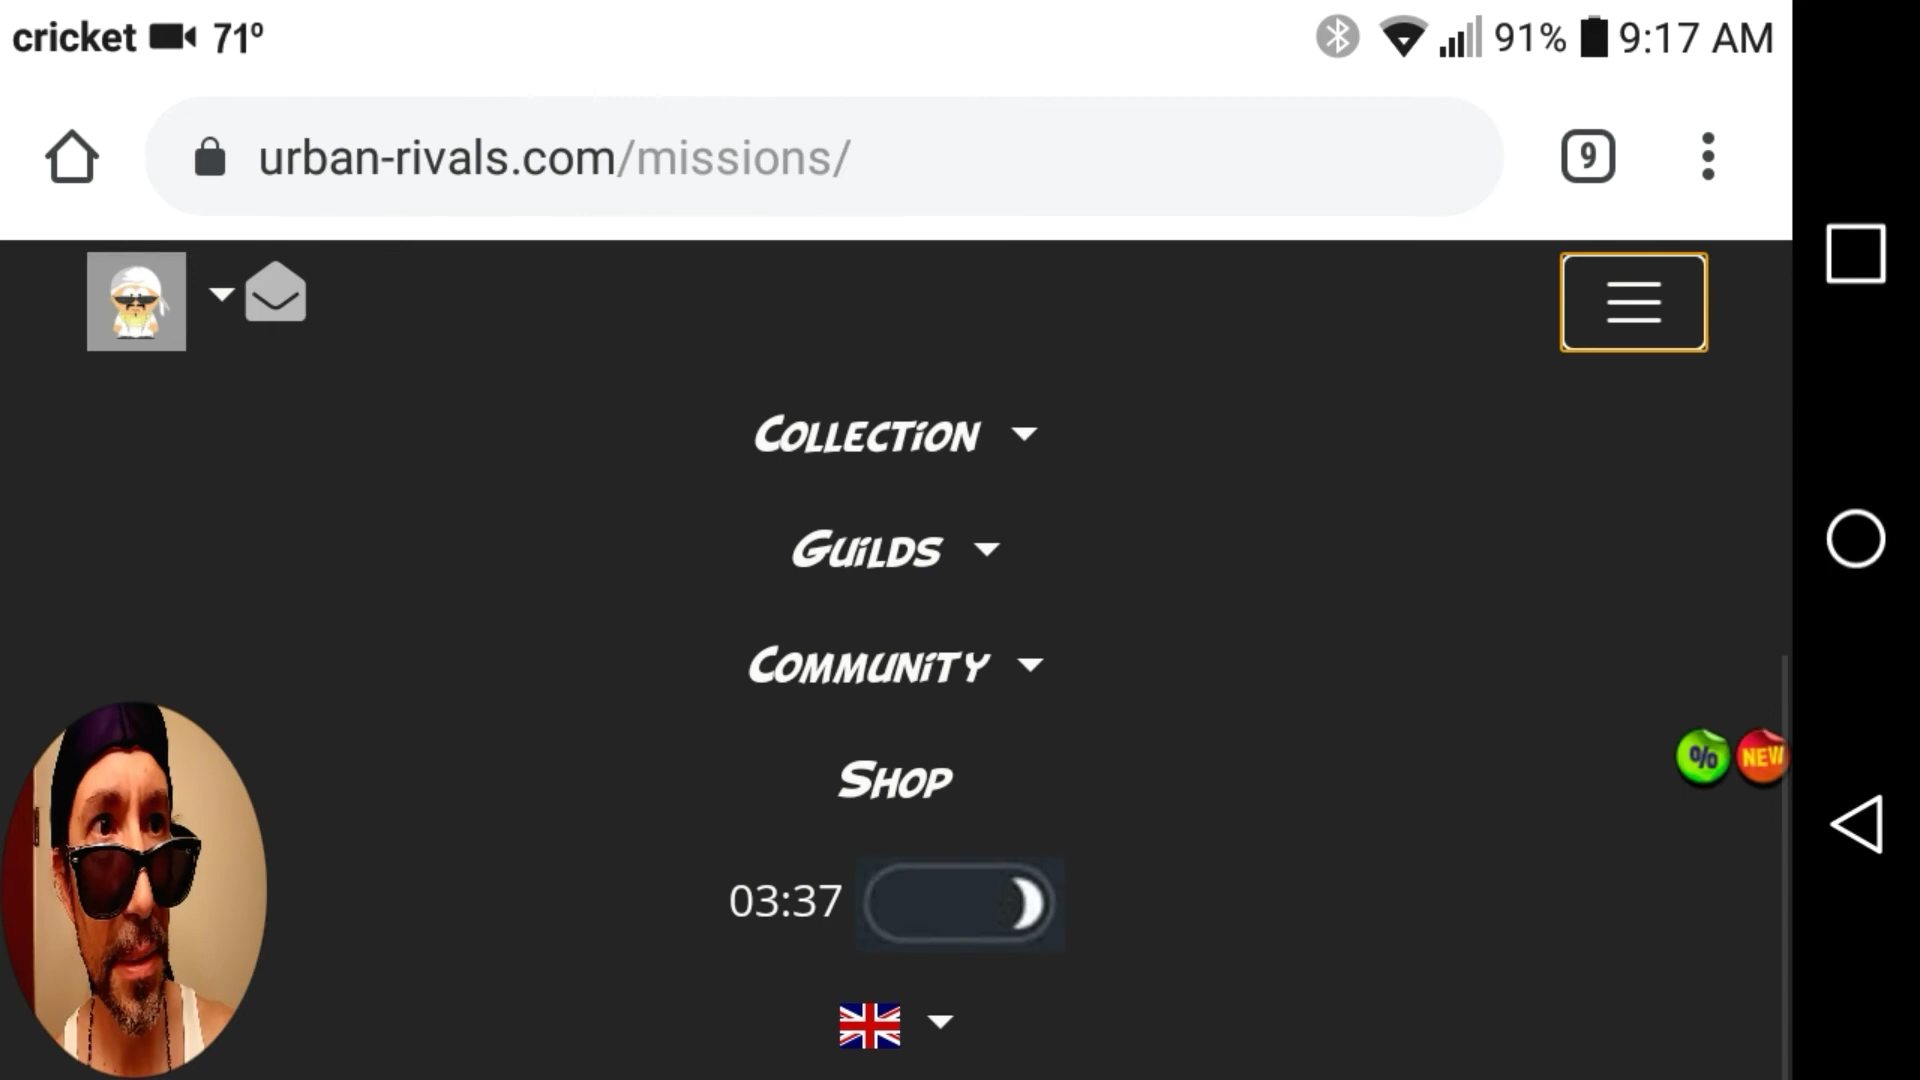 cricket 71° 91% 9:17 AM
urban-rivals.com/missions/ 9
Collection
Guilds
Community
Shop
% NEW
03:37